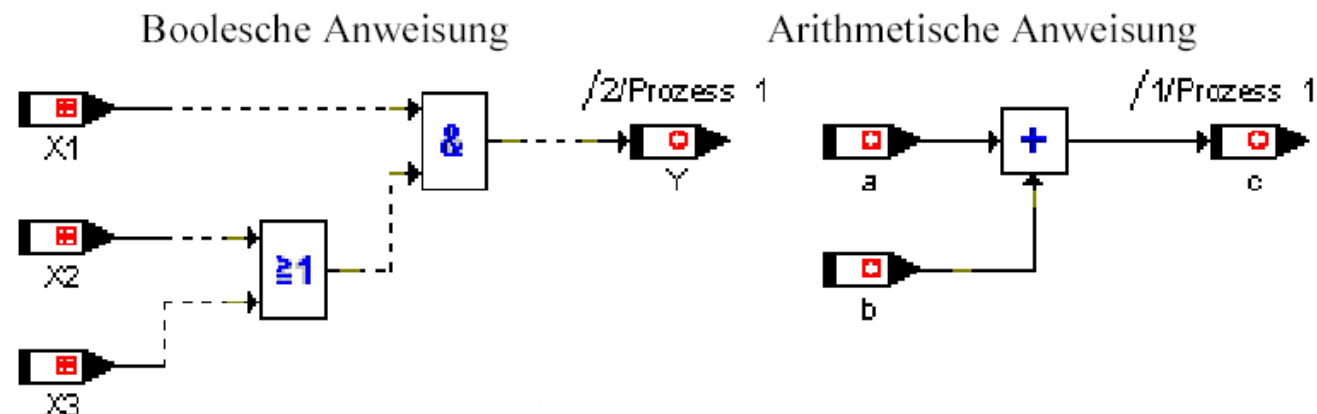 Boolesche Anweisung
Arithmetische Anweisung
X1
&
/2/Prozess 1
Y
X2
≧1
X3
a
+
/1/Prozess 1
c
b